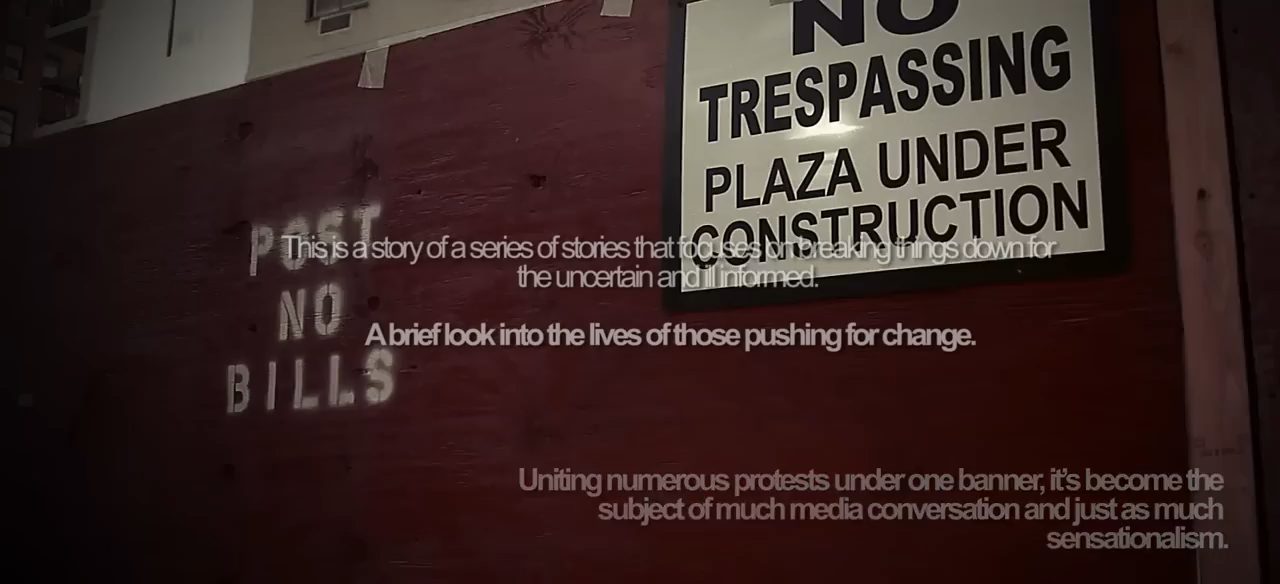 NO
TRESPASSING
PLAZA UNDER
CONSTRUCTION
POST
NO
BILLS
This is a story of a series of stories that focuses on breaking things down for
the uncertain and ill informed.
A brief look into the lives of those pushing for change.
Uniting numerous protests under one banner, it's become the
subject of much media conversation and just as much
sensationalism.